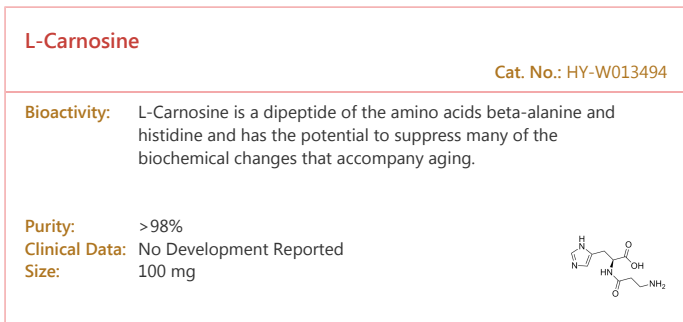 L-Carnosine
Cat. No.: HY-W013494
Bioactivity: L-Carnosine is a dipeptide of the amino acids beta-alanine and
histidine and has the potential to suppress many of the
biochemical changes that accompany aging.
Purity: >98%
Clinical Data: No Development Reported
Size: 100 mg
H
N
N
O
OH
HN
O
NH₂